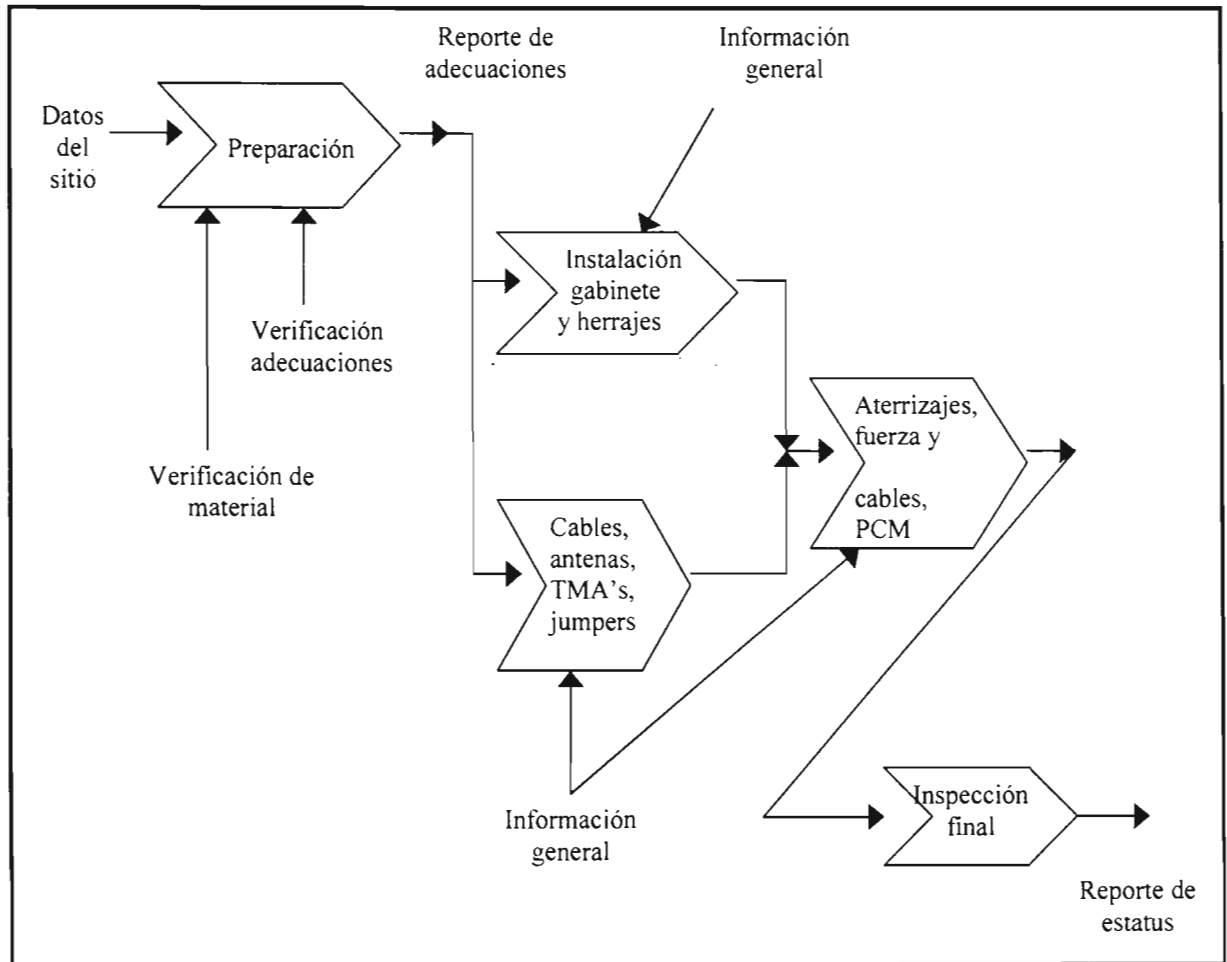 Reporte de
adecuaciones
Información
general
Datos
del
sitio
Preparación
Instalación
gabinete
y herrajes
Verificación
adecuaciones
Aterrizajes,
fuerza y
cables,
PCM
Verificación de
material
Cables,
antenas,
TMA's,
jumpers
Información
general
Inspección
final
Reporte de
estatus